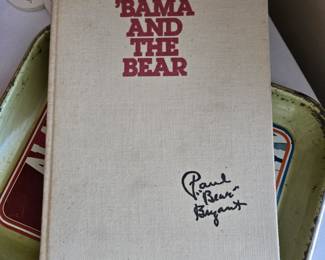 'BAMA
AND
THE
BEAR
Paul
"Bear"
Bryant